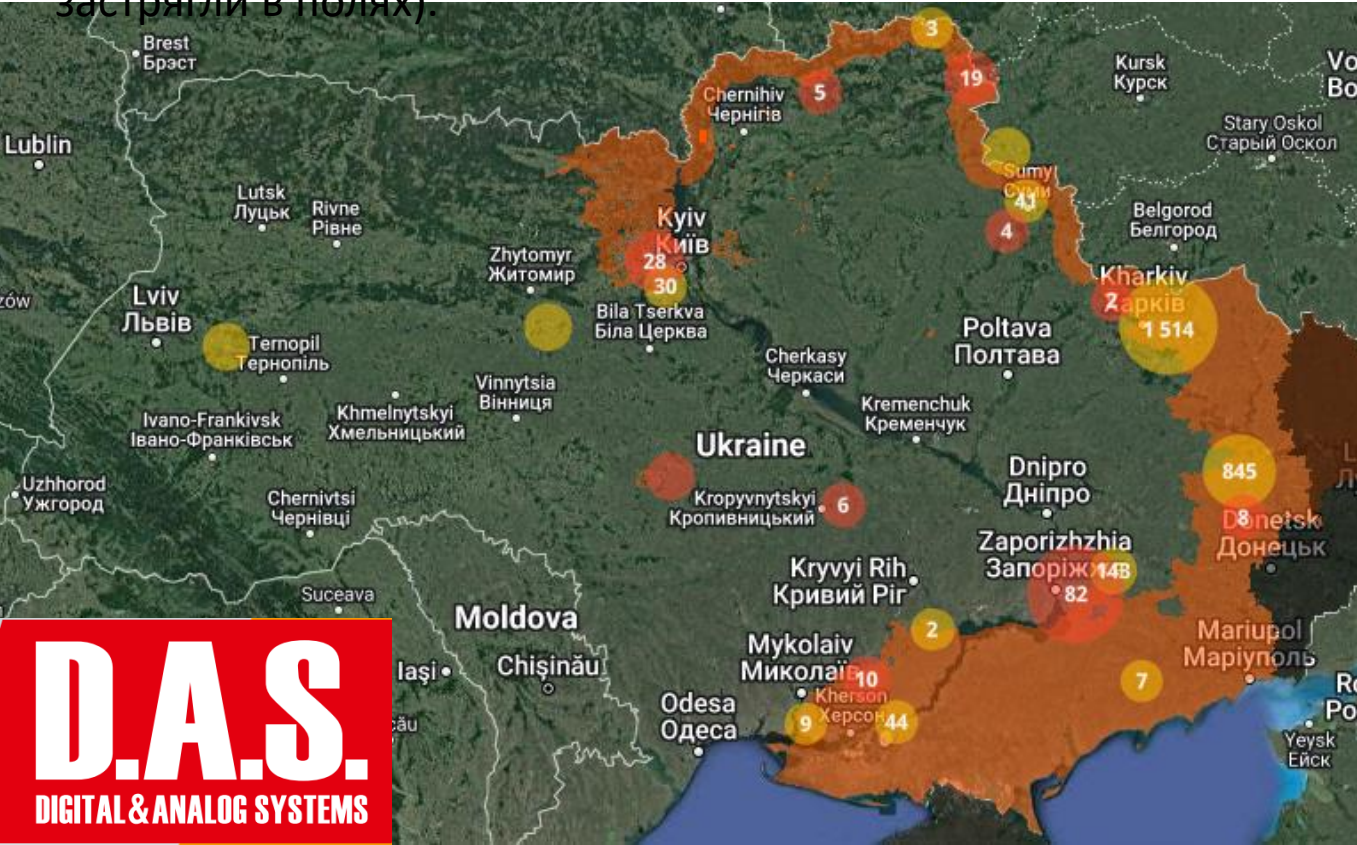 застрягли в полях).
3
Brest
Брэст
Kursk
Курск
19
5
Chernihiv
Чернігів
Stary Oskol
Старый Оскол
Lublin
Sumy
Суми
41
4
Lutsk
Луцьк
Rivne
Рівне
Kyiv
Київ
28
30
Belgorod
Белгород
Zhytomyr
Житомир
Kharkiv
Харків
2
1 514
Lviv
Львів
Bila Tserkva
Біла Церква
Poltava
Полтава
Ternopil
Тернопіль
Cherkasy
Черкаси
Vinnytsia
Вінниця
Khmelnytskyi
Хмельницький
Ivano-Frankivsk
Івано-Франківськ
Kremenchuk
Кременчук
Ukraine
Dnipro
Дніпро
845
8
Donetsk
Донецьк
Uzhhorod
Ужгород
Chernivtsi
Чернівці
Kropyvnytskyi
Кропивницький
6
Zaporizhzhia
Запоріжжя
143
82
Kryvyi Rih
Кривий Ріг
Suceava
Moldova
2
Mariupol
Маріуполь
Mykolaiv
Миколаїв
10
7
Iași
Chișinău
Kherson
Херсон
9
44
Odesa
Одеса
Yeysk
Ейск
D.A.S.
DIGITAL & ANALOG SYSTEMS